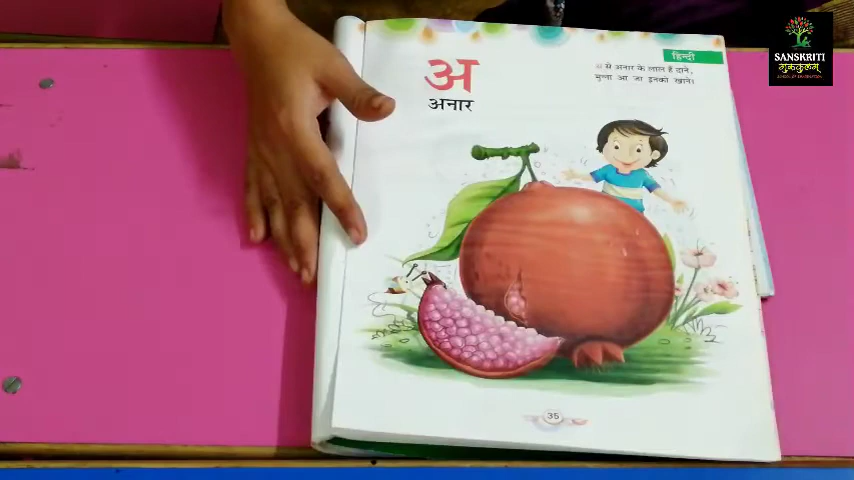 SANSKRITI
गुरुकुलम्
हिन्दी
अ
अनार
अ से अनार के लाल हैं दाने,
मुन्ना आ जा इनको खाने।
35